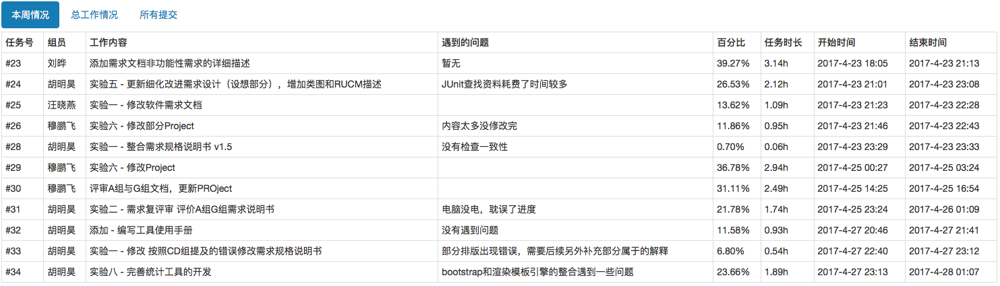 本周情况 总工作情况 所有提交
任务号 组员 工作内容 遇到的问题 百分比 任务时长 开始时间 结束时间
#23 刘晔 添加需求文档非功能性需求的详细描述 暂无 39.27% 3.14h 2017-4-23 18:05 2017-4-23 21:13
#24 胡明昊 实验五 - 更新细化改进需求设计（设想部分），增加类图和RUCM描述 JUnit查找资料耗费了时间较多 26.53% 2.12h 2017-4-23 21:01 2017-4-23 23:08
#25 汪晓燕 实验一 - 修改软件需求文档 13.62% 1.09h 2017-4-23 21:23 2017-4-23 22:28
#26 穆鹏飞 实验六 - 修改部分Project 内容太多没修改完 11.86% 0.95h 2017-4-23 21:46 2017-4-23 22:43
#28 胡明昊 实验一 - 整合需求规格说明书 v1.5 没有检查一致性 0.70% 0.06h 2017-4-23 23:29 2017-4-23 23:33
#29 穆鹏飞 实验六 - 修改Project 36.78% 2.94h 2017-4-25 00:27 2017-4-25 03:24
#30 穆鹏飞 评审A组与G组文档，更新PROject 31.11% 2.49h 2017-4-25 14:25 2017-4-25 16:54
#31 胡明昊 实验二 - 需求复评审 评价A组G组需求说明书 电脑没电，耽误了进度 21.78% 1.74h 2017-4-25 23:24 2017-4-26 01:09
#32 胡明昊 添加 - 编写工具使用手册 没有遇到问题 11.58% 0.93h 2017-4-27 20:46 2017-4-27 21:41
#33 胡明昊 实验一 - 修改 按照CD组提及的错误修改需求规格说明书 部分排版出现错误，需要后续另外补充部分属于的解释 6.80% 0.54h 2017-4-27 22:40 2017-4-27 23:12
#34 胡明昊 实验八 - 完善统计工具的开发 bootstrap和渲染模板引擎的整合遇到一些问题 23.66% 1.89h 2017-4-27 23:13 2017-4-28 01:07